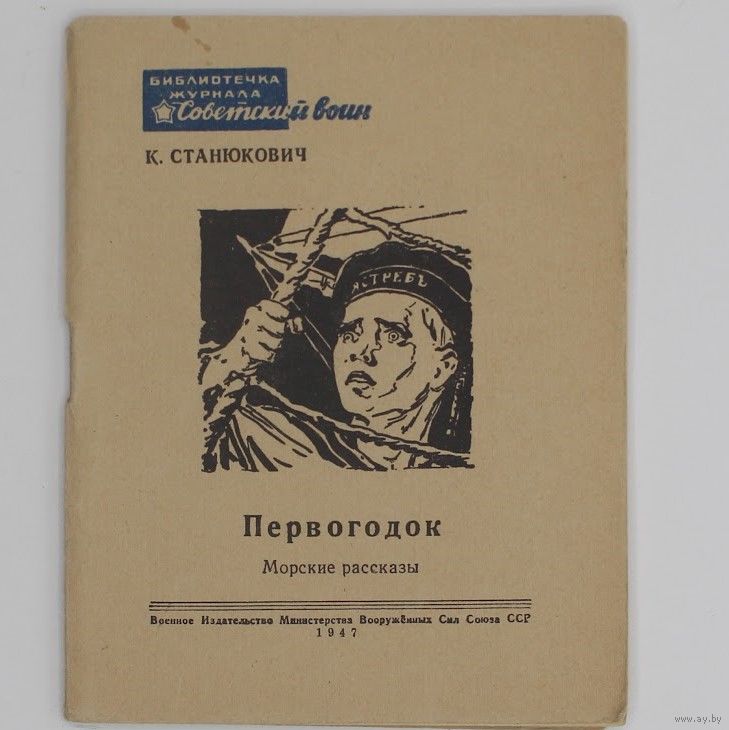 БИБЛИОТЕЧКА
ЖУРНАЛА
Советский воин
К. СТАНЮКОВИЧ
ЯСТРЕБЪ
Первогодок
Морские рассказы
Военное Издательство Министерства Вооружённых Сил Союза ССР
1947
www.ay.by